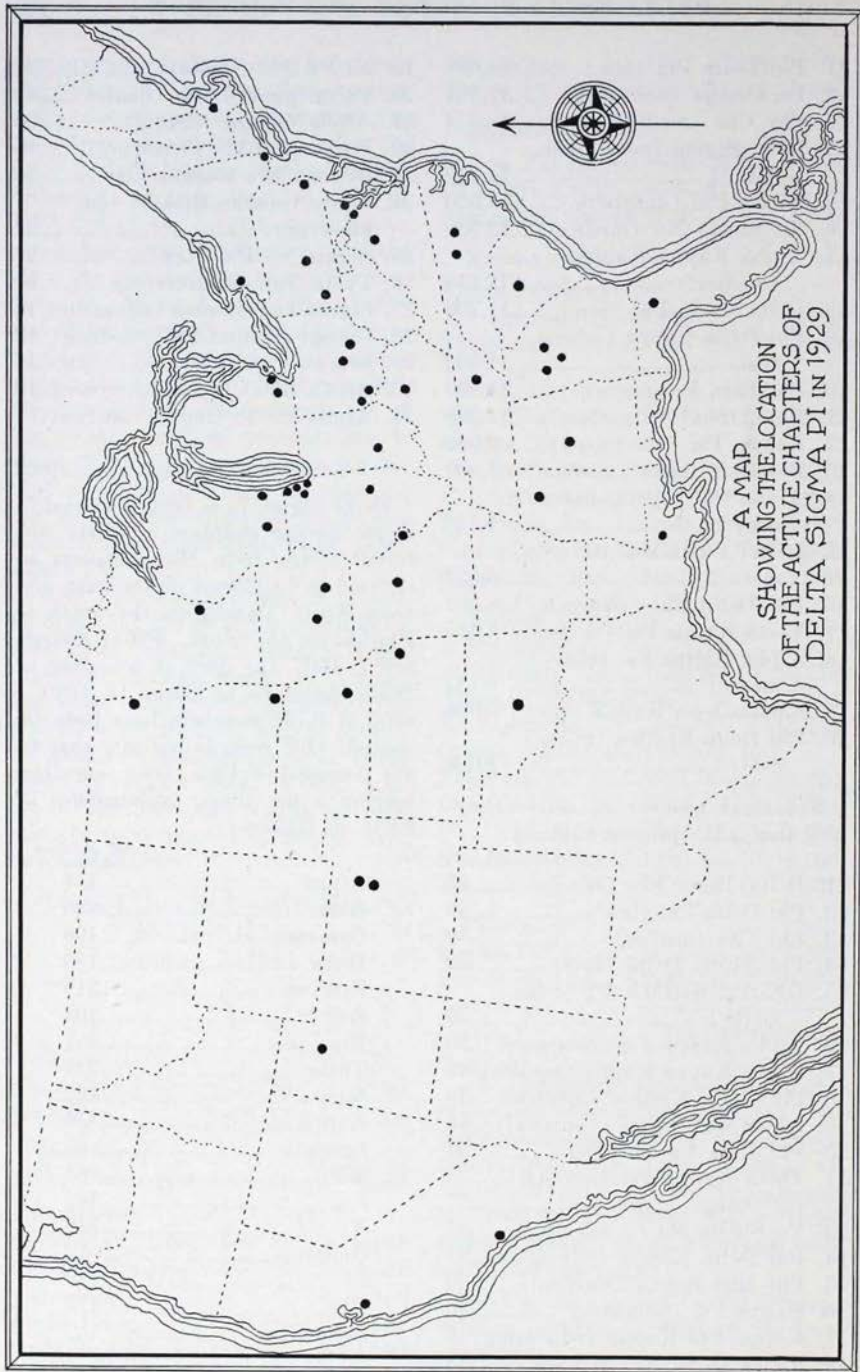 A MAP
SHOWING THE LOCATION
OF THE ACTIVE CHAPTERS OF
DELTA SIGMA PI IN 1929